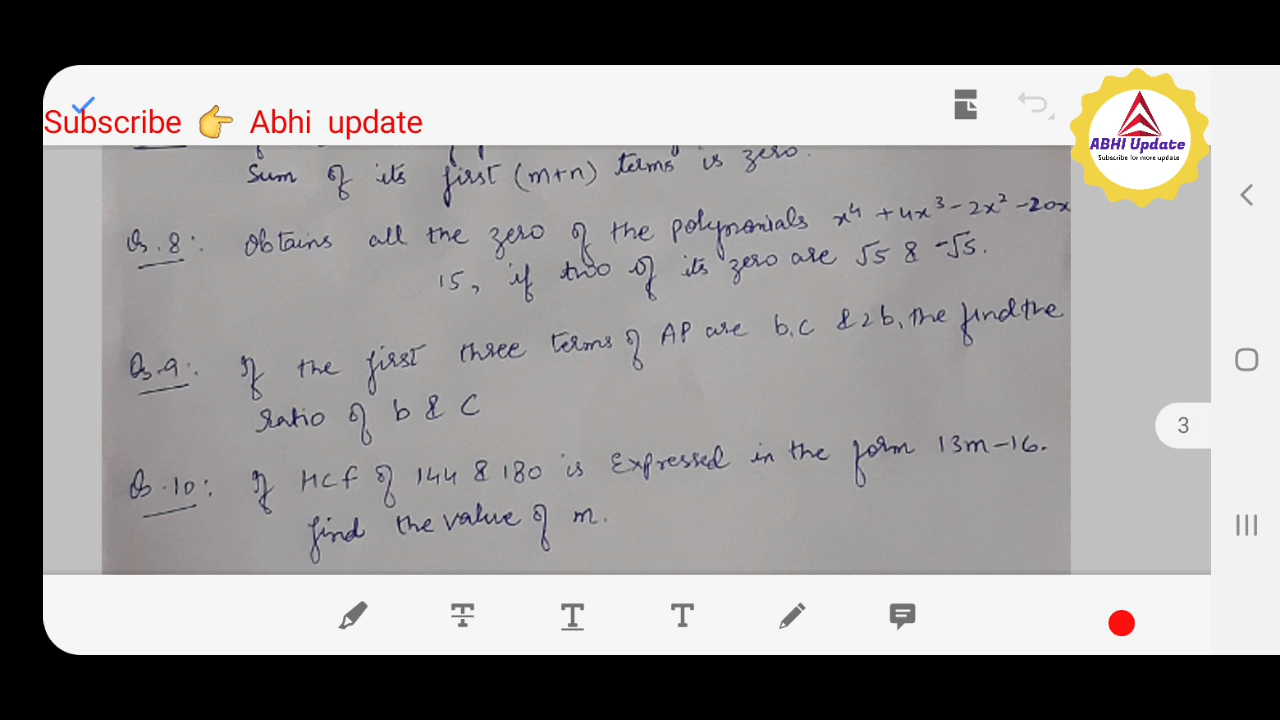 Subscribe 👉 Abhi update
ABHI Update
Subscribe for more update
Sum of its first (m+n) terms is zero.
Q.8:. Obtains all the zero of the polynomials x⁴ +4x³-2x²-20x
15, if two of its zero are √5 & -√5.
Q.9:. If the first three terms of AP are b, c & 2b, the find the
ratio of b & c
Q.10: If HCF of 144 & 180 is Expressed in the form 13m-16.
find the value of m.
3